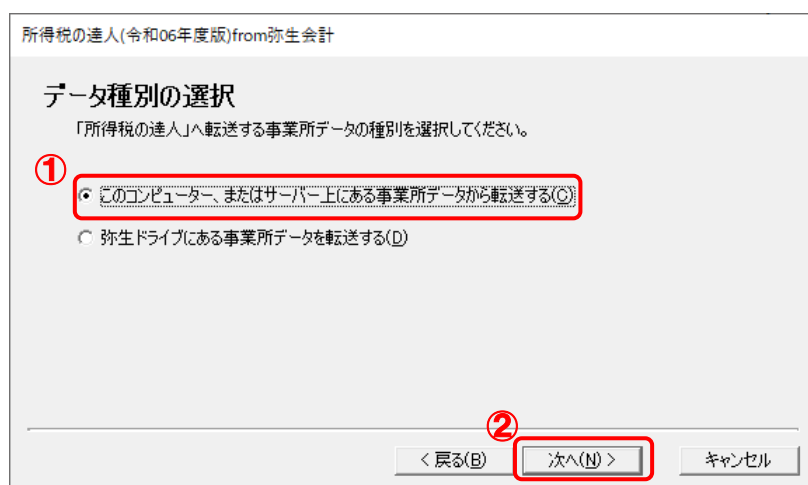 所得税の達人(令和06年度版)from弥生会計
データ種別の選択
「所得税の達人」へ転送する事業所データの種別を選択してください。
①
このコンピューター、またはサーバー上にある事業所データから転送する(C)
弥生ドライブにある事業所データを転送する(D)
②
< 戻る(B)
次へ(N) >
キャンセル